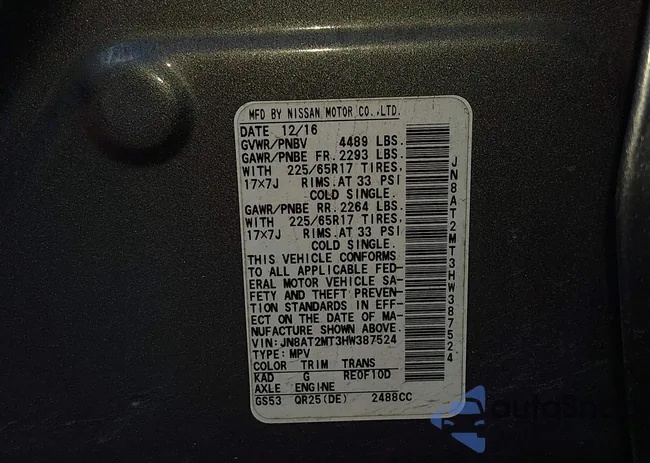 MFD BY NISSAN MOTOR CO.,LTD.
DATE 12/16
GVWR/PNBV 4489 LBS.
GAWR/PNBE FR. 2293 LBS.
WITH 225/65R17 TIRES,
17×7J RIMS. AT 33 PSI
COLD SINGLE.
GAWR/PNBE RR. 2264 LBS.
WITH 225/65R17 TIRES,
17×7J RIMS. AT 33 PSI
COLD SINGLE.
THIS VEHICLE CONFORMS
TO ALL APPLICABLE FED-
ERAL MOTOR VEHICLE SA-
FETY AND THEFT PREVEN-
TION STANDARDS IN EFF-
ECT ON THE DATE OF MA-
NUFACTURE SHOWN ABOVE.
VIN: JN8AT2MT3HW387524
TYPE: MPV
COLOR TRIM TRANS
KAD G RE0F10D
AXLE ENGINE
GS53 QR25(DE) 2488CC
JN8AT2MT3HW387524